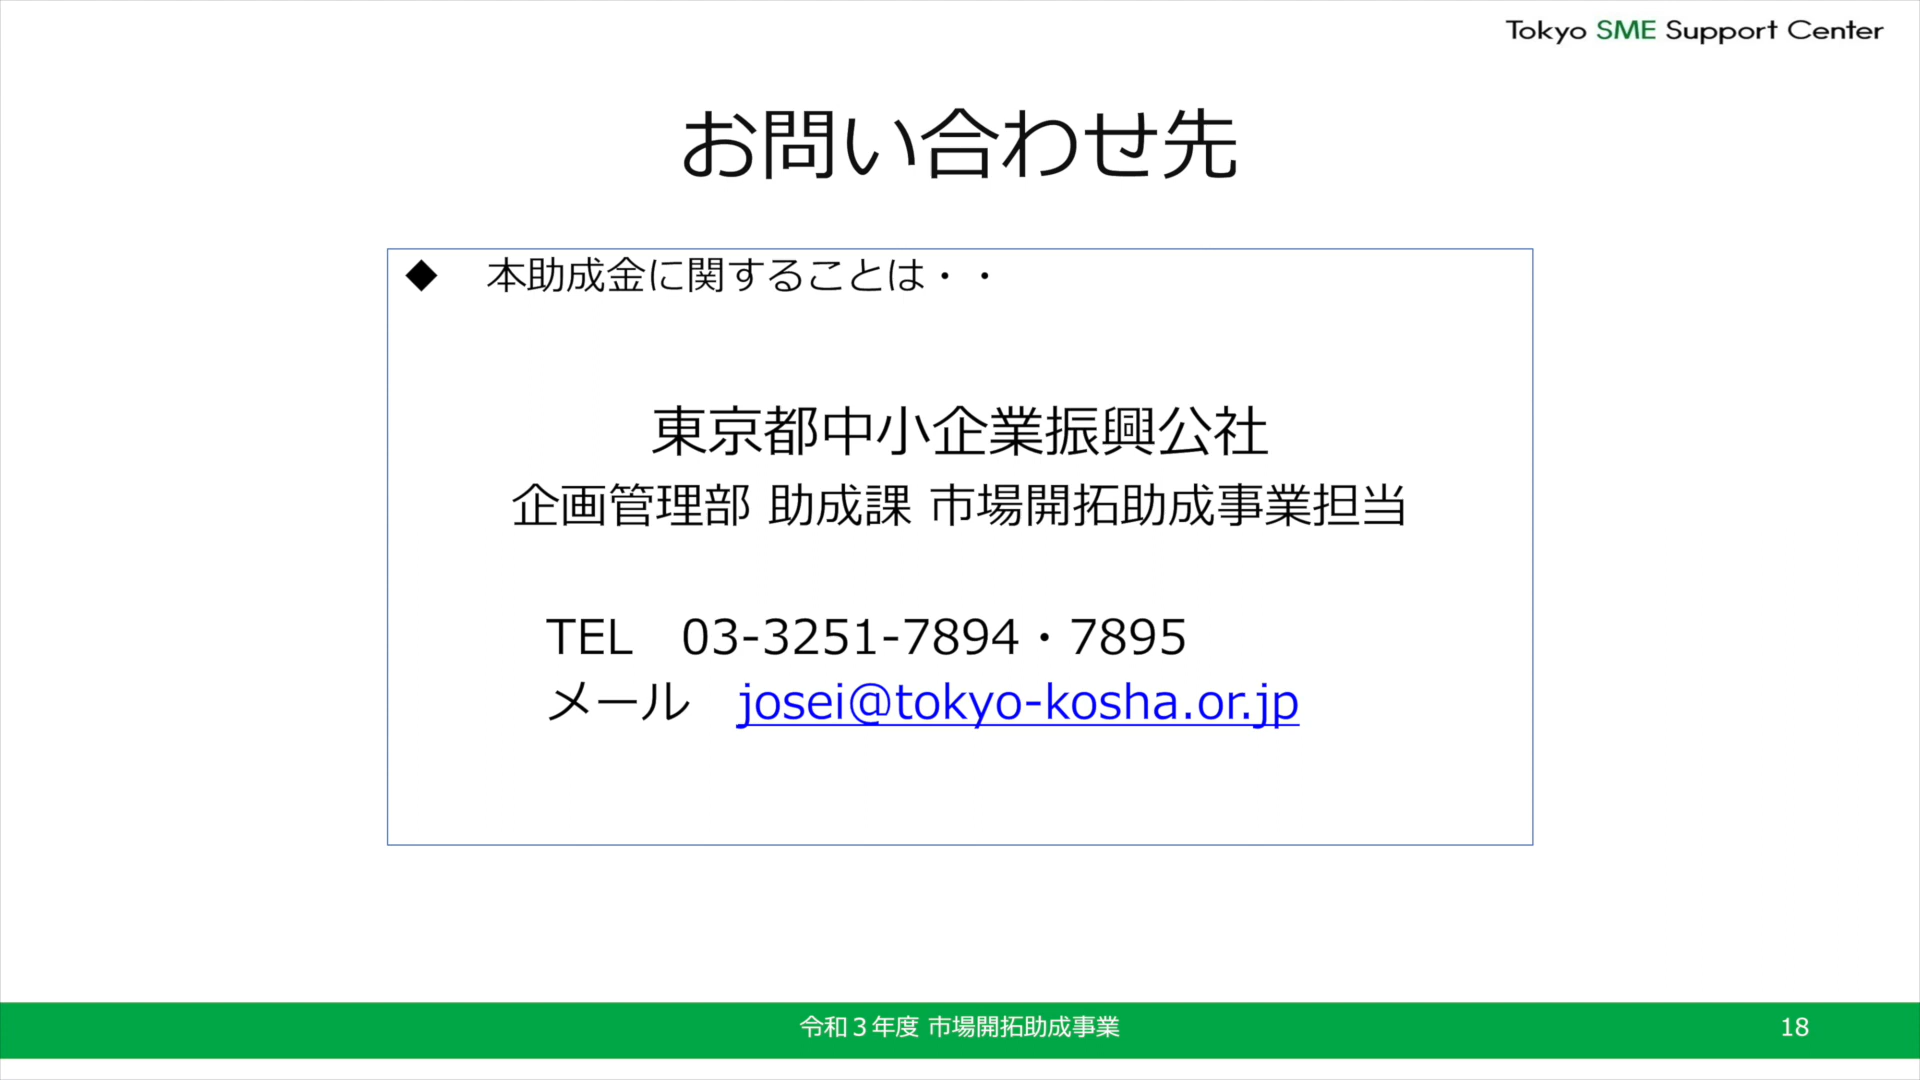 Tokyo SME Support Center
お問い合わせ先
◆　本助成金に関することは・・
東京都中小企業振興公社
企画管理部 助成課 市場開拓助成事業担当
TEL　03-3251-7894・7895
メール　josei@tokyo-kosha.or.jp
令和３年度 市場開拓助成事業
18